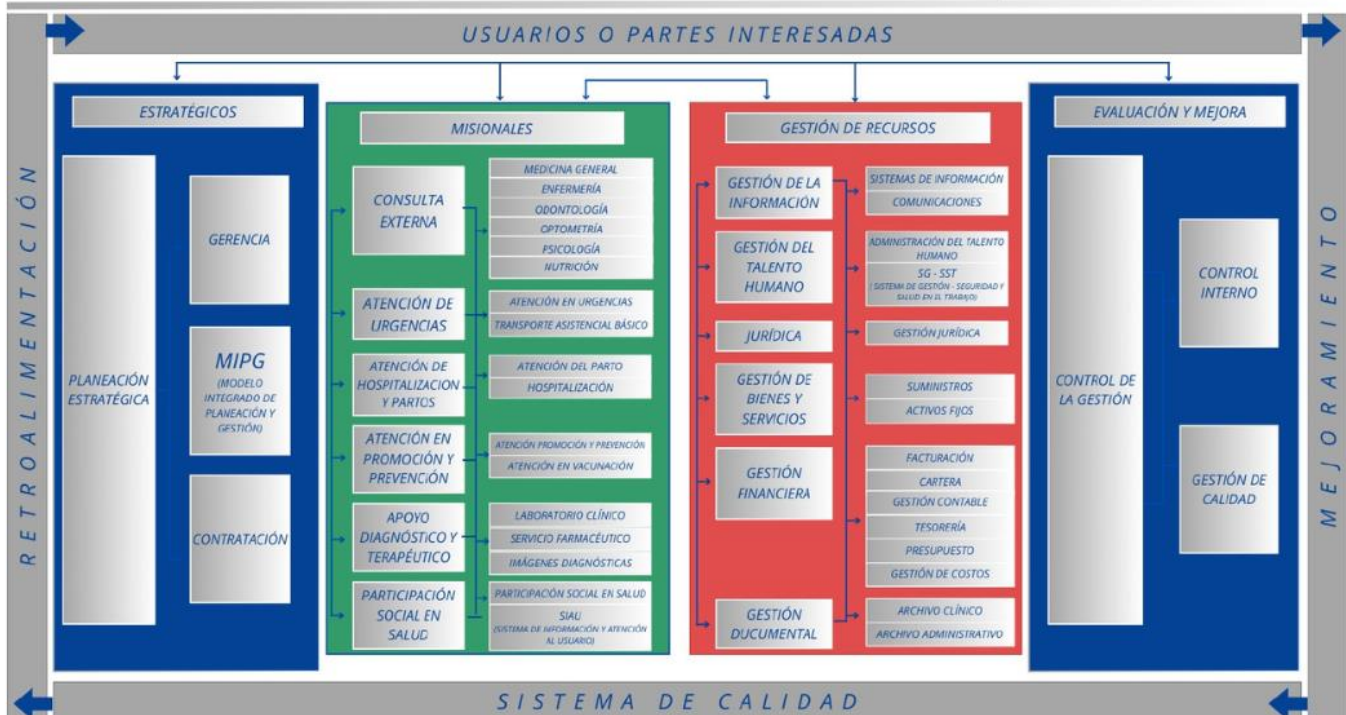 USUARIOS O PARTES INTERESADAS
RETROALIMENTACIÓN
ESTRATÉGICOS
PLANEACIÓN
ESTRATÉGICA
GERENCIA
MIPG
(MODELO
INTEGRADO DE
PLANEACIÓN Y
GESTIÓN)
CONTRATACIÓN
MISIONALES
CONSULTA
EXTERNA
MEDICINA GENERAL
ENFERMERÍA
ODONTOLOGÍA
OPTOMETRÍA
PSICOLOGÍA
NUTRICIÓN
ATENCIÓN DE
URGENCIAS
ATENCIÓN EN URGENCIAS
TRANSPORTE ASISTENCIAL BÁSICO
ATENCIÓN DE
HOSPITALIZACION
Y PARTOS
ATENCIÓN DEL PARTO
HOSPITALIZACIÓN
ATENCIÓN EN
PROMOCIÓN Y
PREVENCIÓN
ATENCIÓN PROMOCIÓN Y PREVENCIÓN
ATENCIÓN EN VACUNACIÓN
APOYO
DIAGNÓSTICO Y
TERAPÉUTICO
LABORATORIO CLÍNICO
SERVICIO FARMACÉUTICO
IMÁGENES DIAGNÓSTICAS
PARTICIPACIÓN
SOCIAL EN
SALUD
PARTICIPACIÓN SOCIAL EN SALUD
SIAU
(SISTEMA DE INFORMACIÓN Y ATENCIÓN
AL USUARIO)
GESTIÓN DE RECURSOS
GESTIÓN DE LA
INFORMACIÓN
SISTEMAS DE INFORMACIÓN
COMUNICACIONES
GESTIÓN DEL
TALENTO
HUMANO
ADMINISTRACIÓN DEL TALENTO
HUMANO
SG - SST
( SISTEMA DE GESTIÓN - SEGURIDAD Y
SALUD EN EL TRABAJO)
JURÍDICA
GESTIÓN JURÍDICA
GESTIÓN DE
BIENES Y
SERVICIOS
SUMINISTROS
ACTIVOS FIJOS
GESTIÓN
FINANCIERA
FACTURACIÓN
CARTERA
GESTIÓN CONTABLE
TESORERÍA
PRESUPUESTO
GESTIÓN DE COSTOS
GESTIÓN
DUCUMENTAL
ARCHIVO CLÍNICO
ARCHIVO ADMINISTRATIVO
EVALUACIÓN Y MEJORA
CONTROL DE
LA GESTIÓN
CONTROL
INTERNO
GESTIÓN DE
CALIDAD
MEJORAMIENTO
SISTEMA DE CALIDAD